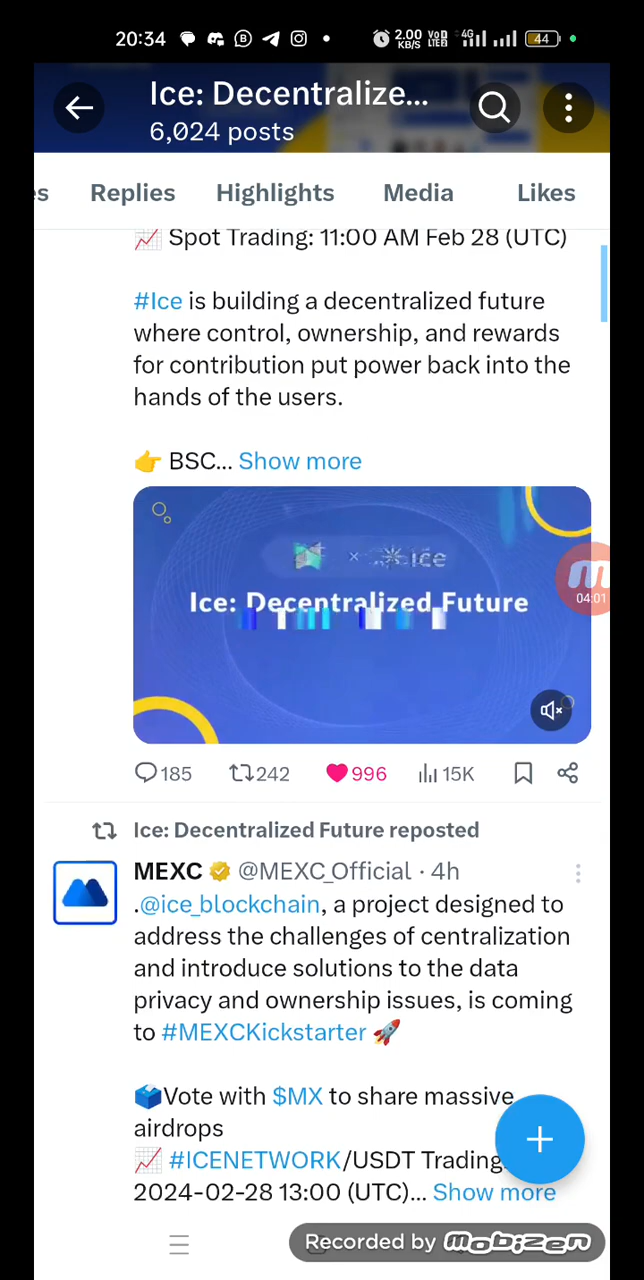 20:34
2.00 KB/S
4G
44
Ice: Decentralize...
6,024 posts
Replies
Highlights
Media
Likes
📈 Spot Trading: 11:00 AM Feb 28 (UTC)
#Ice is building a decentralized future
where control, ownership, and rewards
for contribution put power back into the
hands of the users.
👉 BSC... Show more
× ice
Ice: Decentralized Future
04:01
185
242
996
15K
Ice: Decentralized Future reposted
MEXC @MEXC_Official · 4h
.@ice_blockchain, a project designed to
address the challenges of centralization
and introduce solutions to the data
privacy and ownership issues, is coming
to #MEXCKickstarter 🚀
🗳Vote with $MX to share massive
airdrops
📈 #ICENETWORK/USDT Trading
2024-02-28 13:00 (UTC)... Show more
Recorded by mobizen